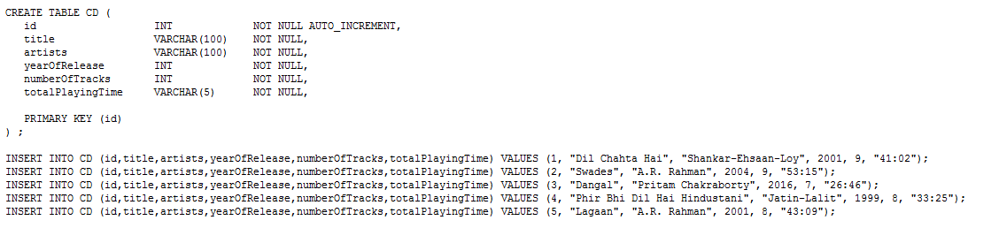 CREATE TABLE CD (
id INT NOT NULL AUTO_INCREMENT,
title VARCHAR(100) NOT NULL,
artists VARCHAR(100) NOT NULL,
yearOfRelease INT NOT NULL,
numberOfTracks INT NOT NULL,
totalPlayingTime VARCHAR(5) NOT NULL,
PRIMARY KEY (id)
) ;
INSERT INTO CD (id,title,artists,yearOfRelease,numberOfTracks,totalPlayingTime) VALUES (1, "Dil Chahta Hai", "Shankar-Ehsaan-Loy", 2001, 9, "41:02");
INSERT INTO CD (id,title,artists,yearOfRelease,numberOfTracks,totalPlayingTime) VALUES (2, "Swades", "A.R. Rahman", 2004, 9, "53:15");
INSERT INTO CD (id,title,artists,yearOfRelease,numberOfTracks,totalPlayingTime) VALUES (3, "Dangal", "Pritam Chakraborty", 2016, 7, "26:46");
INSERT INTO CD (id,title,artists,yearOfRelease,numberOfTracks,totalPlayingTime) VALUES (4, "Phir Bhi Dil Hai Hindustani", "Jatin-Lalit", 1999, 8, "33:25");
INSERT INTO CD (id,title,artists,yearOfRelease,numberOfTracks,totalPlayingTime) VALUES (5, "Lagaan", "A.R. Rahman", 2001, 8, "43:09");